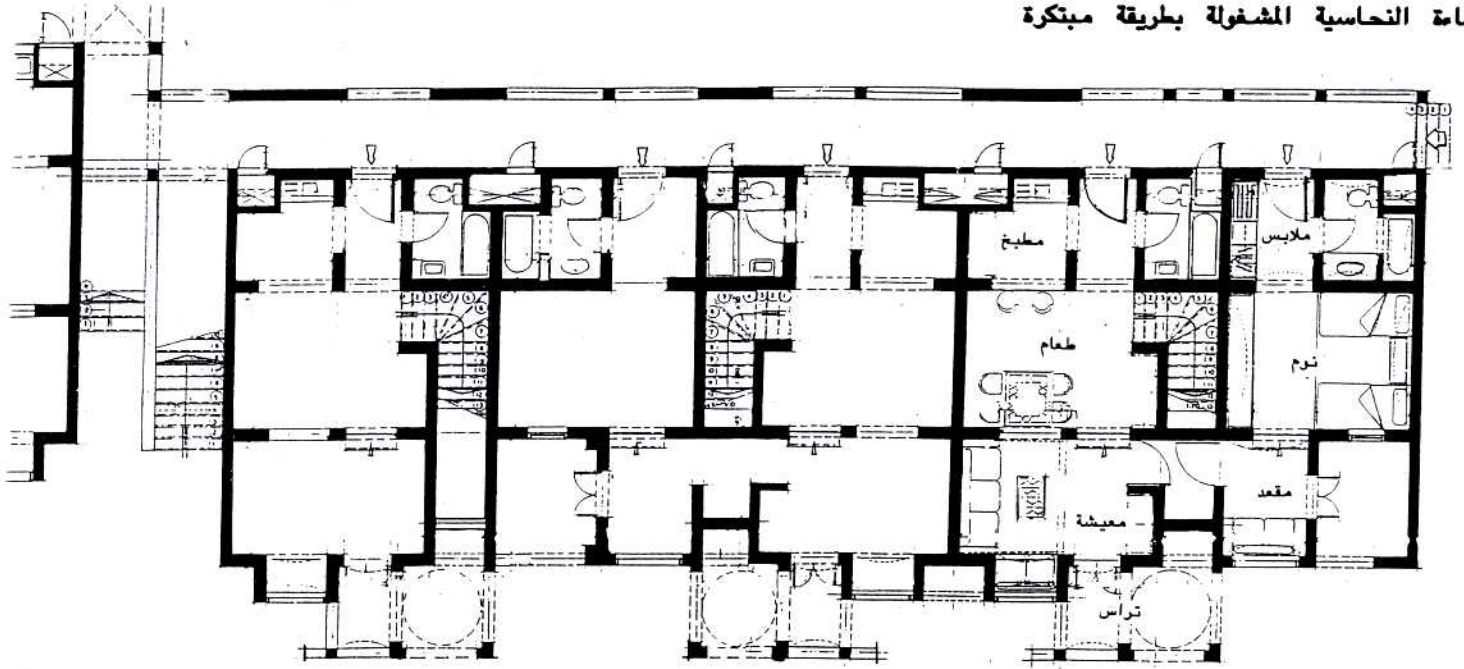 النحاسية المشغولة بطريقة مبتكرة
مطبخ
ملابس
طعام
نوم
معيشة
مقعد
تراس